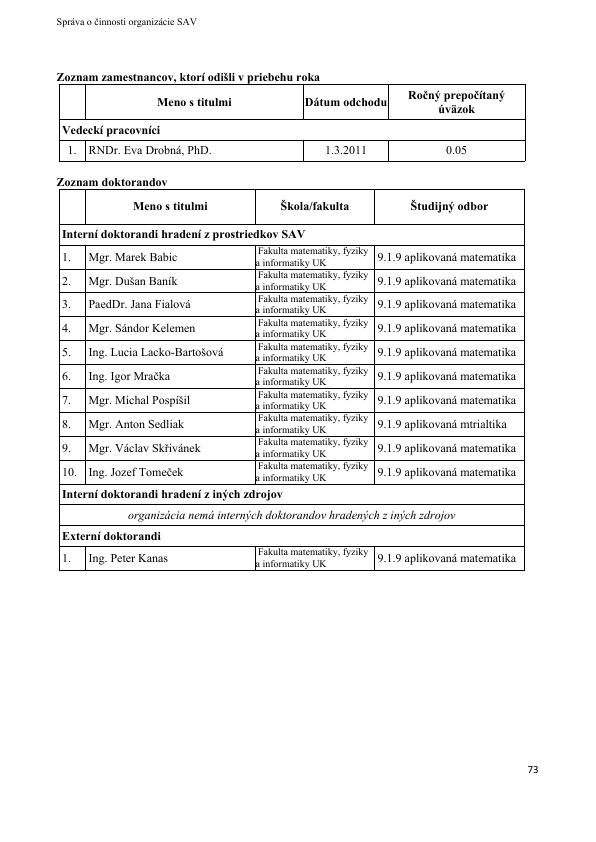 Správa o činnosti organizácie SAV
Zoznam zamestnancov, ktorí odišli v priebehu roka
Meno s titulmi Dátum odchodu Ročný prepočítaný
úväzok
Vedeckí pracovníci
1. RNDr. Eva Drobná, PhD. 1.3.2011 0.05
Zoznam doktorandov
Meno s titulmi Škola/fakulta Študijný odbor
Interní doktorandi hradení z prostriedkov SAV
1. Mgr. Marek Babic Fakulta matematiky, fyziky
a informatiky UK 9.1.9 aplikovaná matematika
2. Mgr. Dušan Baník Fakulta matematiky, fyziky
a informatiky UK 9.1.9 aplikovaná matematika
3. PaedDr. Jana Fialová Fakulta matematiky, fyziky
a informatiky UK 9.1.9 aplikovaná matematika
4. Mgr. Sándor Kelemen Fakulta matematiky, fyziky
a informatiky UK 9.1.9 aplikovaná matematika
5. Ing. Lucia Lacko-Bartošová Fakulta matematiky, fyziky
a informatiky UK 9.1.9 aplikovaná matematika
6. Ing. Igor Mračka Fakulta matematiky, fyziky
a informatiky UK 9.1.9 aplikovaná matematika
7. Mgr. Michal Pospíšil Fakulta matematiky, fyziky
a informatiky UK 9.1.9 aplikovaná matematika
8. Mgr. Anton Sedliak Fakulta matematiky, fyziky
a informatiky UK 9.1.9 aplikovaná mtrialtika
9. Mgr. Václav Skřivánek Fakulta matematiky, fyziky
a informatiky UK 9.1.9 aplikovaná matematika
10. Ing. Jozef Tomeček Fakulta matematiky, fyziky
a informatiky UK 9.1.9 aplikovaná matematika
Interní doktorandi hradení z iných zdrojov
organizácia nemá interných doktorandov hradených z iných zdrojov
Externí doktorandi
1. Ing. Peter Kanas Fakulta matematiky, fyziky
a informatiky UK 9.1.9 aplikovaná matematika
73